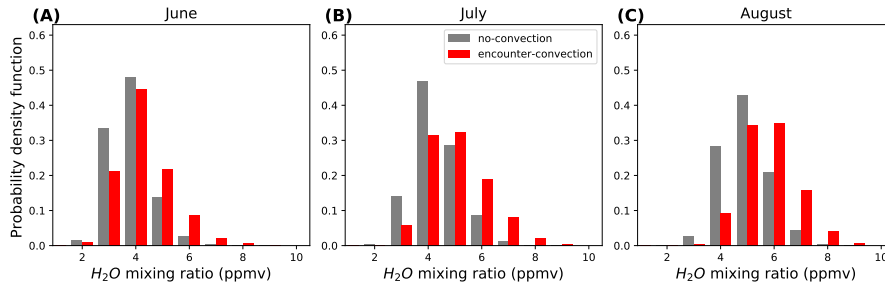 (A) June
(B) July
(C) August
Probability density function
0.6
0.5
0.4
0.3
0.2
0.1
0.0
2 4 6 8 10
H2O mixing ratio (ppmv)
0.6
0.5
0.4
0.3
0.2
0.1
0.0
no-convection
encounter-convection
2 4 6 8 10
H2O mixing ratio (ppmv)
0.6
0.5
0.4
0.3
0.2
0.1
0.0
2 4 6 8 10
H2O mixing ratio (ppmv)